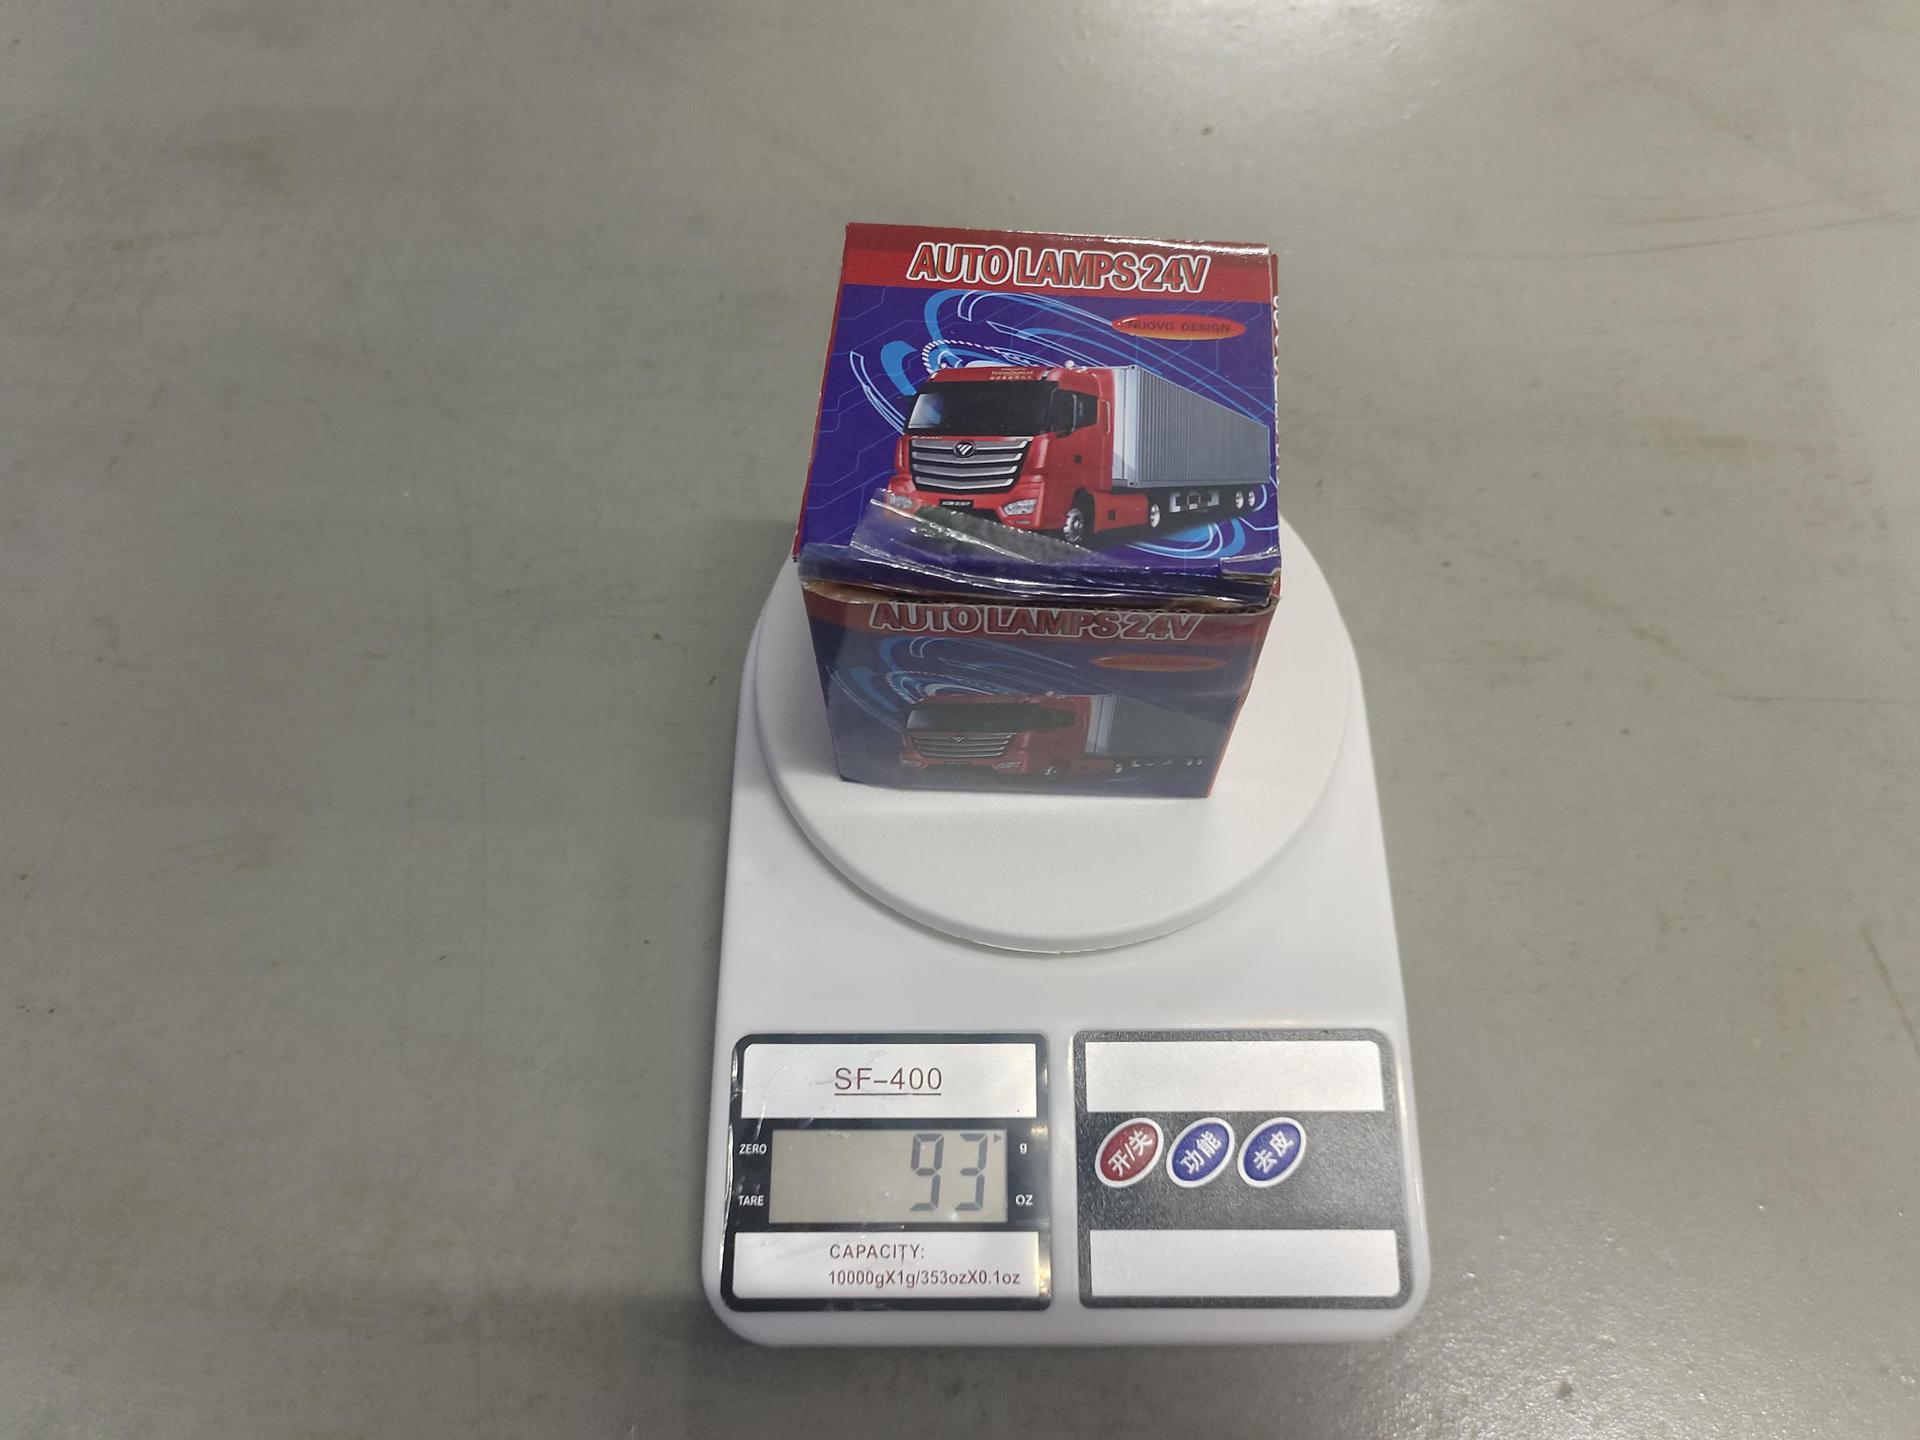 AUTO LAMPS 24V
NUOVO DESIGN
AUTO LAMPS 24V
SF-400
ZERO
93
g
TARE
OZ
CAPACITY:
10000gX1g/353ozX0.1oz
开/关
功能
去皮